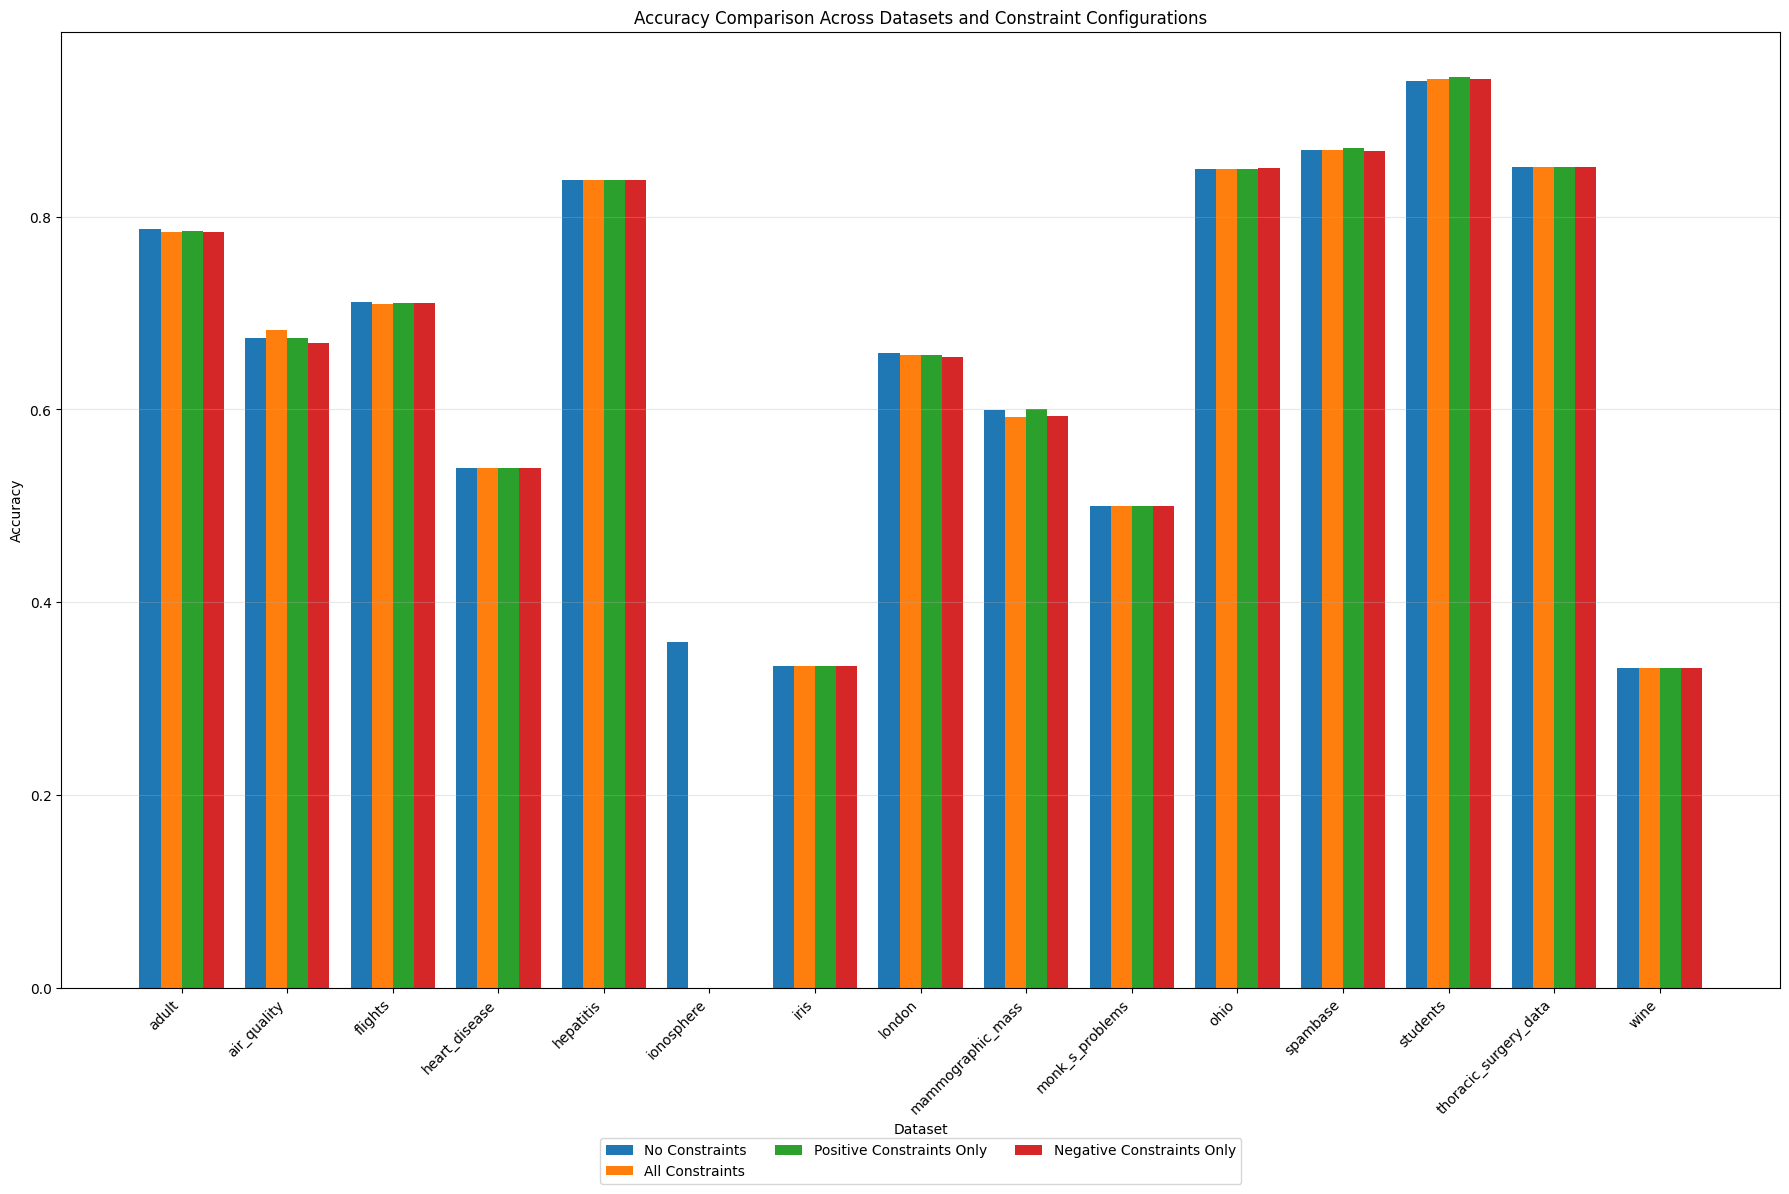 Accuracy Comparison Across Datasets and Constraint Configurations
Accuracy
0.8
0.6
0.4
0.2
0.0
adult
air_quality
flights
heart_disease
hepatitis
ionosphere
iris
london
mammographic_mass
monk_s_problems
ohio
spambase
students
thoracic_surgery_data
wine
Dataset
No Constraints
All Constraints
Positive Constraints Only
Negative Constraints Only